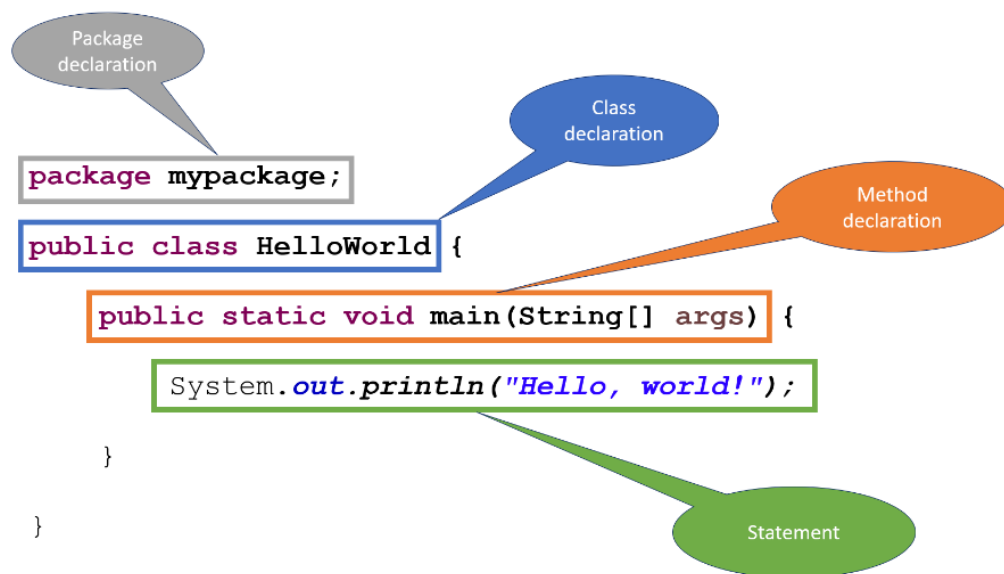 Package
declaration
Class
declaration
package mypackage;
Method
declaration
public class HelloWorld {
public static void main(String[] args) {
System.out.println("Hello, world!");
}
}
Statement